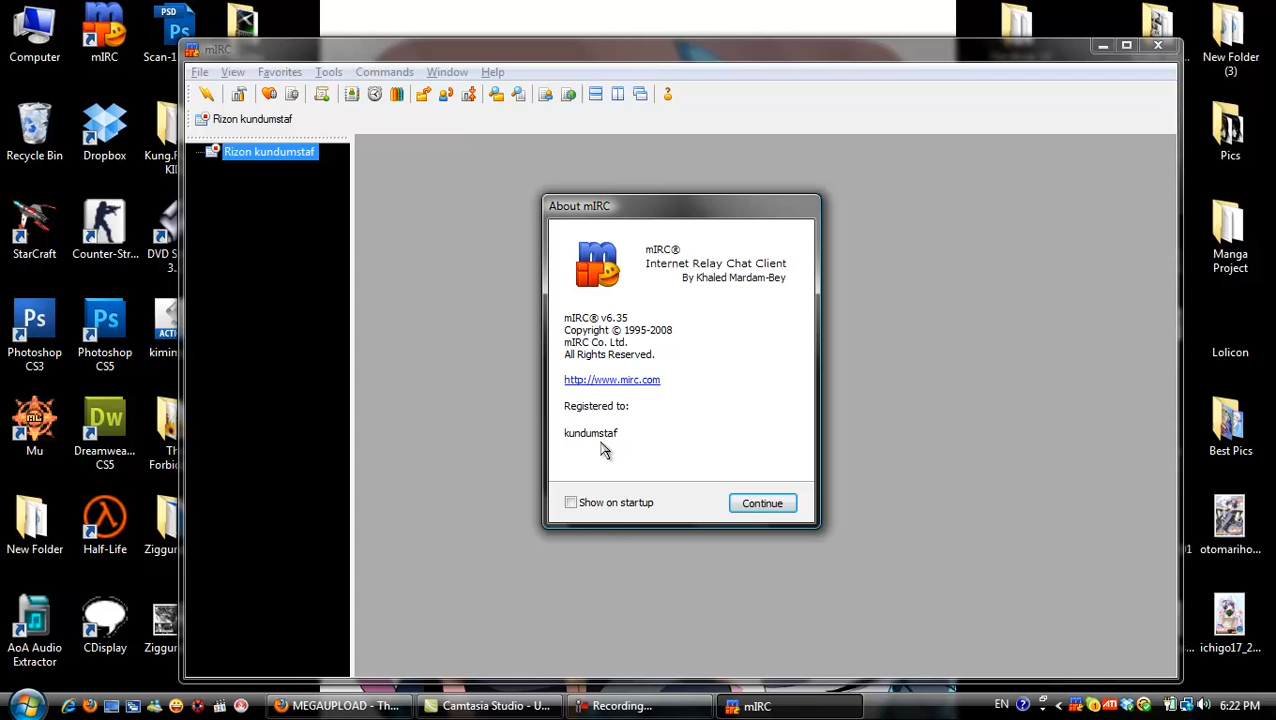 Computer
mIRC
Scan-1
New Folder (3)
mIRC
File View Favorites Tools Commands Window Help
Rizon kundumstaf
Rizon kundumstaf
Recycle Bin
Dropbox
Kung.F
KID
Pics
About mIRC
mIRC®
Internet Relay Chat Client
By Khaled Mardam-Bey
mIRC® v6.35
Copyright © 1995-2008
mIRC Co. Ltd.
All Rights Reserved.
http://www.mirc.com
Registered to:
kundumstaf
Show on startup
Continue
StarCraft
Counter-Str...
DVD S
3.
Manga
Project
Photoshop
CS3
Photoshop
CS5
kimin
Lolicon
Mu
Dreamwea...
CS5
Th
Forbio
Best Pics
New Folder
Half-Life
Ziggur
otomariho...
AoA Audio
Extractor
CDisplay
Ziggur
ichigo17_2...
MEGAUPLOAD - Th...
Camtasia Studio - U...
Recording...
mIRC
EN
6:22 PM